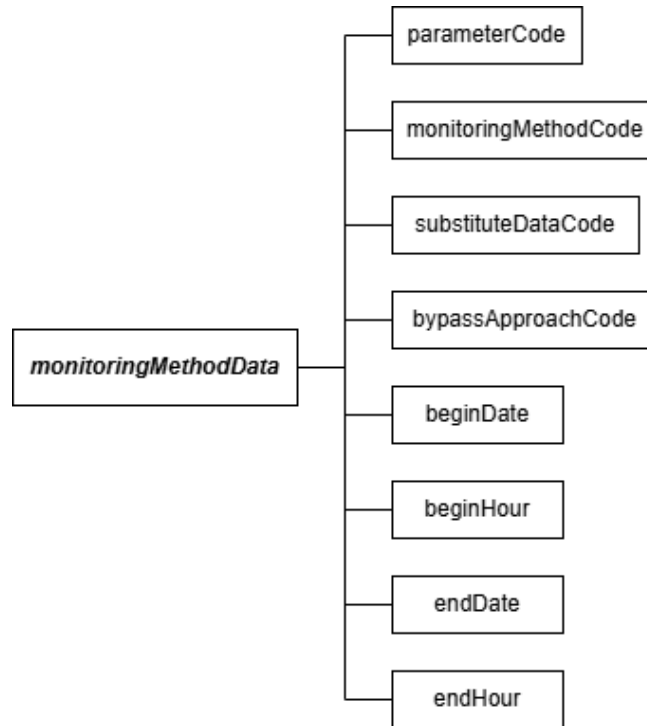 parameterCode
monitoringMethodCode
substituteDataCode
bypassApproachCode
monitoringMethodData
beginDate
beginHour
endDate
endHour